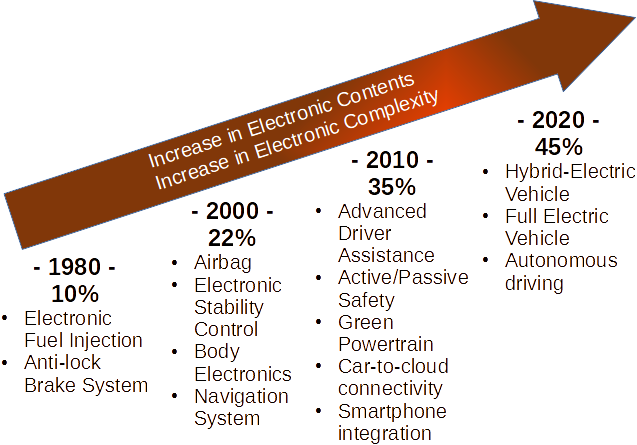 Increase in Electronic Contents
Increase in Electronic Complexity
- 1980 -
10%
• Electronic
Fuel Injection
• Anti-lock
Brake System
- 2000 -
22%
• Airbag
• Electronic
Stability
Control
• Body
Electronics
• Navigation
System
- 2010 -
35%
• Advanced
Driver
Assistance
• Active/Passive
Safety
• Green
Powertrain
• Car-to-cloud
connectivity
• Smartphone
integration
- 2020 -
45%
• Hybrid-Electric
Vehicle
• Full Electric
Vehicle
• Autonomous
driving